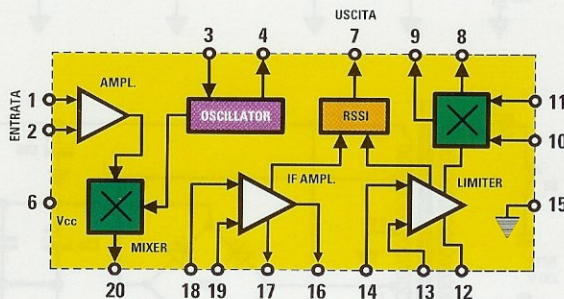 USCITA
3 4 7 9 8
AMPL.
ENTRATA
1
2
OSCILLATOR
RSSI
11
10
6
Vcc
IF AMPL.
LIMITER
15
MIXER
20 18 19 17 16 14 13 12